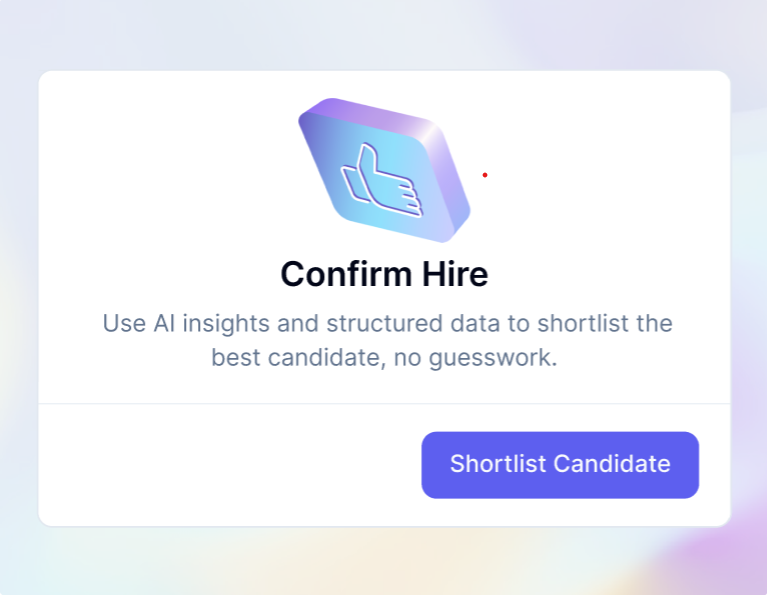 Confirm Hire
Use AI insights and structured data to shortlist the
best candidate, no guesswork.
Shortlist Candidate